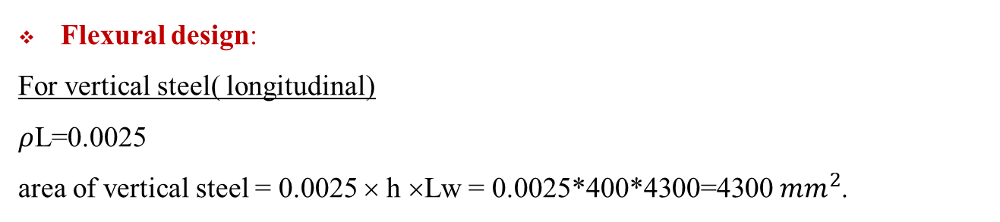 ❖ Flexural design:
For vertical steel( longitudinal)
𝜌L=0.0025
area of vertical steel = 0.0025 × h ×Lw = 0.0025*400*4300=4300 𝑚𝑚².